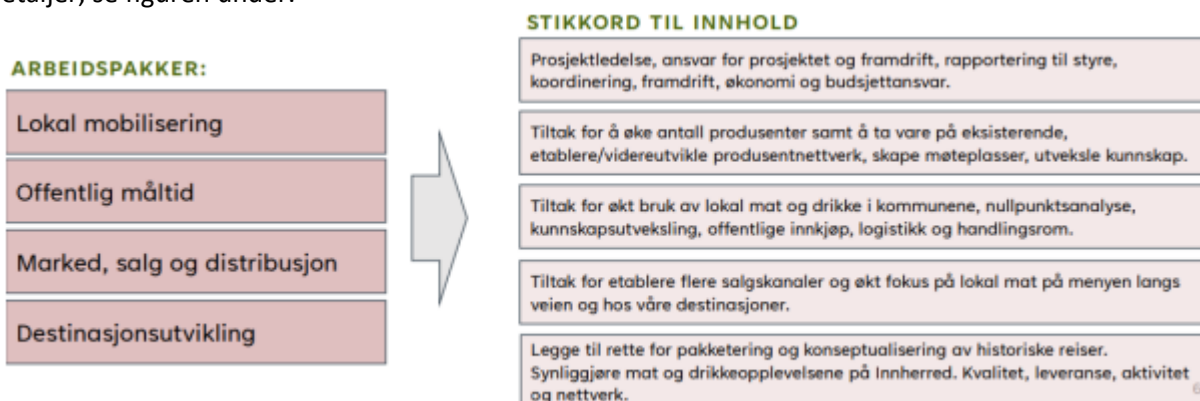 etaljer, se figuren under.
ARBEIDSPAKKER:
Lokal mobilisering
Offentlig måltid
Marked, salg og distribusjon
Destinasjonsutvikling
STIKKORD TIL INNHOLD
Prosjektledelse, ansvar for prosjektet og framdrift, rapportering til styre,
koordinering, framdrift, økonomi og budsjettansvar.
Tiltak for å øke antall produsenter samt å ta vare på eksisterende,
etablere/videreutvikle produsentnettverk, skape møteplasser, utveksle kunnskap.
Tiltak for økt bruk av lokal mat og drikke i kommunene, nullpunktsanalyse,
kunnskapsutveksling, offentlige innkjøp, logistikk og handlingsrom.
Tiltak for etablere flere salgskanaler og økt fokus på lokal mat på menyen langs
veien og hos våre destinasjoner.
Legge til rette for pakketering og konseptualisering av historiske reiser.
Synliggjøre mat og drikkeopplevelsene på Innherred. Kvalitet, leveranse, aktivitet
og nettverk.
6